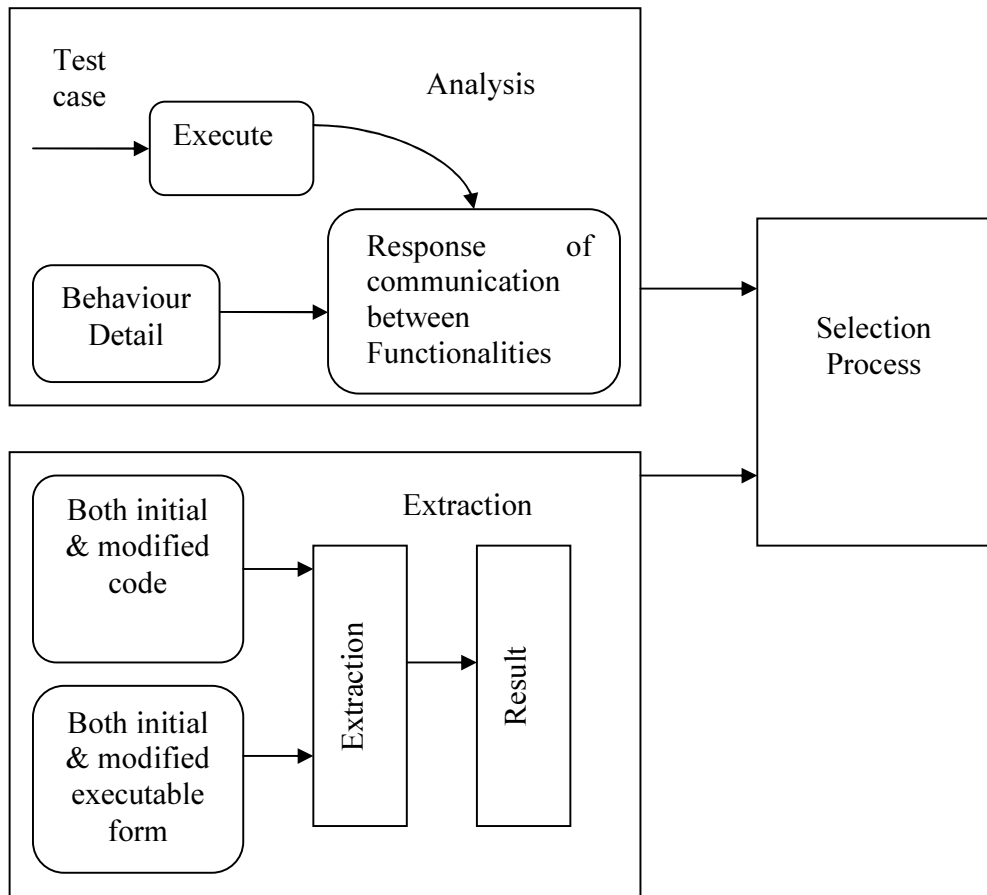 Test
case
Analysis
Execute
Response of
communication
between
Functionalities
Behaviour
Detail
Selection
Process
Both initial
& modified
code
Extraction
Extraction
Result
Both initial
& modified
executable
form